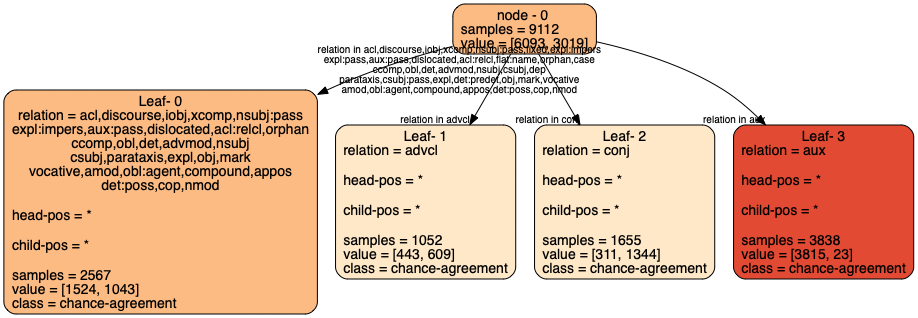 node - 0
samples = 9112
value = [6093, 3019]
relation in acl,discourse,iobj,xcomp,nsubj:pass,fixed,expl:impers
expl:pass,aux:pass,dislocated,acl:relcl,flat:name,orphan,case
ccomp,obl,det,advmod,nsubj,csubj,dep
parataxis,csubj:pass,expl,det:predet,obj,mark,vocative
amod,obl:agent,compound,appos,det:poss,cop,nmod
relation in advcl
relation in conj
relation in aux
Leaf- 0
relation = acl,discourse,iobj,xcomp,nsubj:pass
expl:impers,aux:pass,dislocated,acl:relcl,orphan
ccomp,obl,det,advmod,nsubj
csubj,parataxis,expl,obj,mark
vocative,amod,obl:agent,compound,appos
det:poss,cop,nmod
head-pos = *
child-pos = *
samples = 2567
value = [1524, 1043]
class = chance-agreement
Leaf- 1
relation = advcl
head-pos = *
child-pos = *
samples = 1052
value = [443, 609]
class = chance-agreement
Leaf- 2
relation = conj
head-pos = *
child-pos = *
samples = 1655
value = [311, 1344]
class = chance-agreement
Leaf- 3
relation = aux
head-pos = *
child-pos = *
samples = 3838
value = [3815, 23]
class = chance-agreement